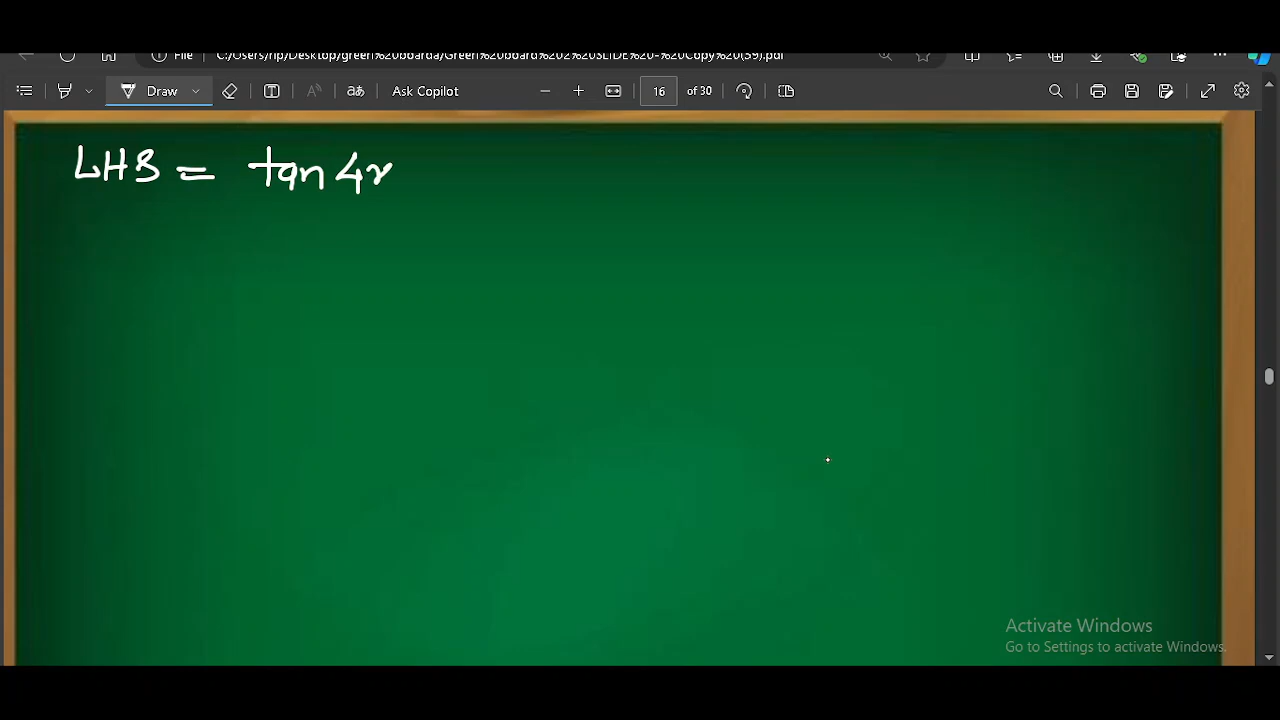 File C:/Users/hp/Desktop/green%20boarda/Green%20board%202%20SLIDE%20-%20Copy%20(39).pdf
Draw Ask Copilot 16 of 30
LHS = tan 4x
Activate Windows
Go to Settings to activate Windows.